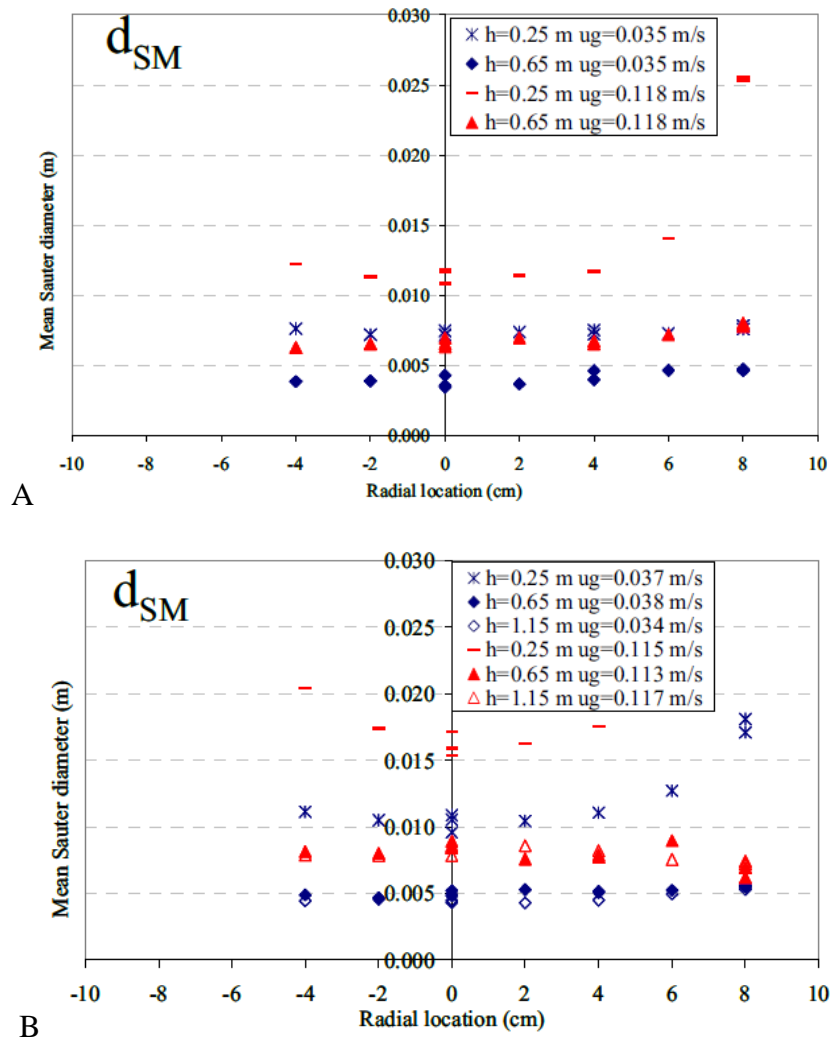 0.030
d_SM
h=0.25 m ug=0.035 m/s
h=0.65 m ug=0.035 m/s
h=0.25 m ug=0.118 m/s
h=0.65 m ug=0.118 m/s
0.025
0.020
0.015
0.010
0.005
0.000
Mean Sauter diameter (m)
-10 -8 -6 -4 -2 0 2 4 6 8 10
Radial location (cm)
A
0.030
d_SM
h=0.25 m ug=0.037 m/s
h=0.65 m ug=0.038 m/s
h=1.15 m ug=0.034 m/s
h=0.25 m ug=0.115 m/s
h=0.65 m ug=0.113 m/s
h=1.15 m ug=0.117 m/s
0.025
0.020
0.015
0.010
0.005
0.000
Mean Sauter diameter (m)
-10 -8 -6 -4 -2 0 2 4 6 8 10
Radial location (cm)
B